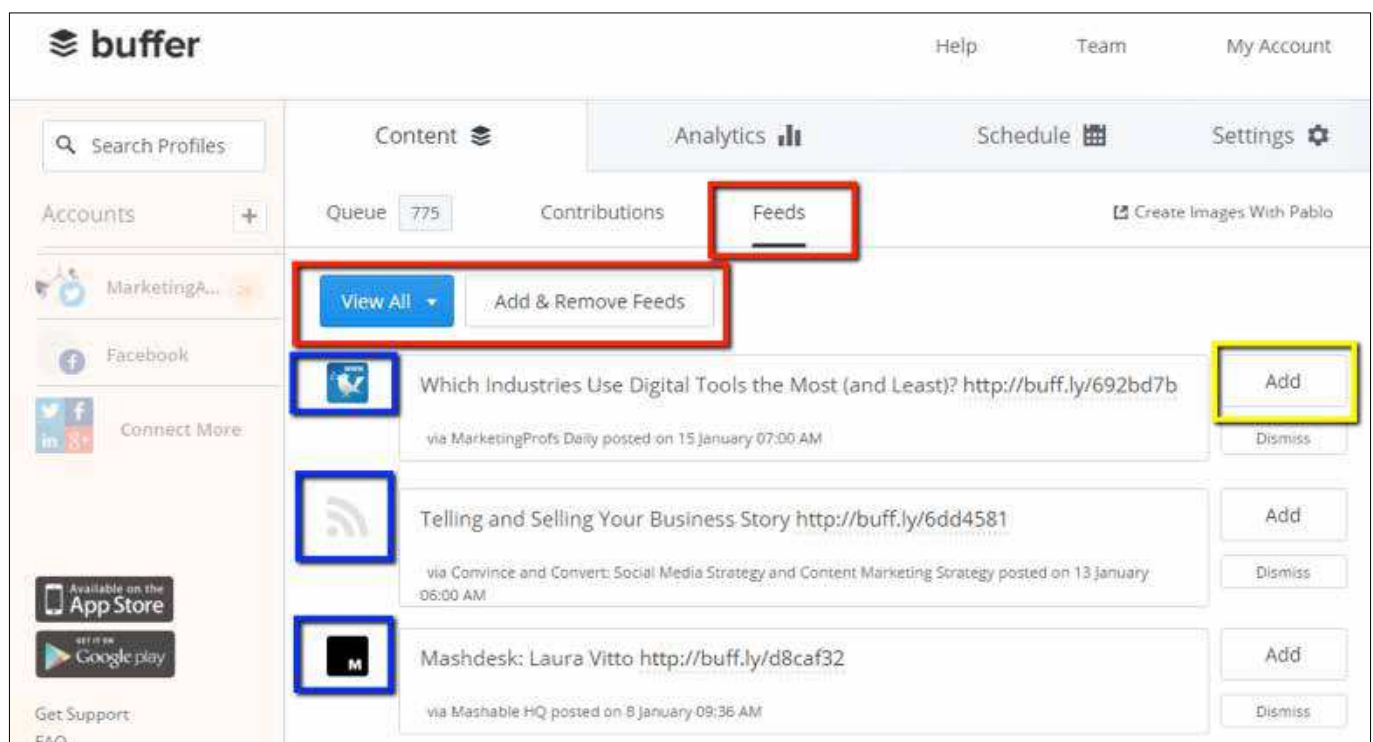 buffer
Help Team My Account
Search Profiles
Content Analytics Schedule Settings
Accounts +
Queue 775 Contributions Feeds Create Images With Pablo
MarketingA...
View All Add & Remove Feeds
Facebook
Which Industries Use Digital Tools the Most (and Least)? http://buff.ly/692bd7b Add
via MarketingProfs Daily posted on 15 January 07:00 AM Dismiss
Connect More
Telling and Selling Your Business Story http://buff.ly/6dd4581 Add
via Convince and Convert: Social Media Strategy and Content Marketing Strategy posted on 13 January
06:00 AM
Dismiss
Available on the
App Store
GET IT ON
Google play
M
Mashdesk: Laura Vitto http://buff.ly/d8caf32 Add
via Mashable HQ posted on 8 January 09:36 AM Dismiss
Get Support
FAQ